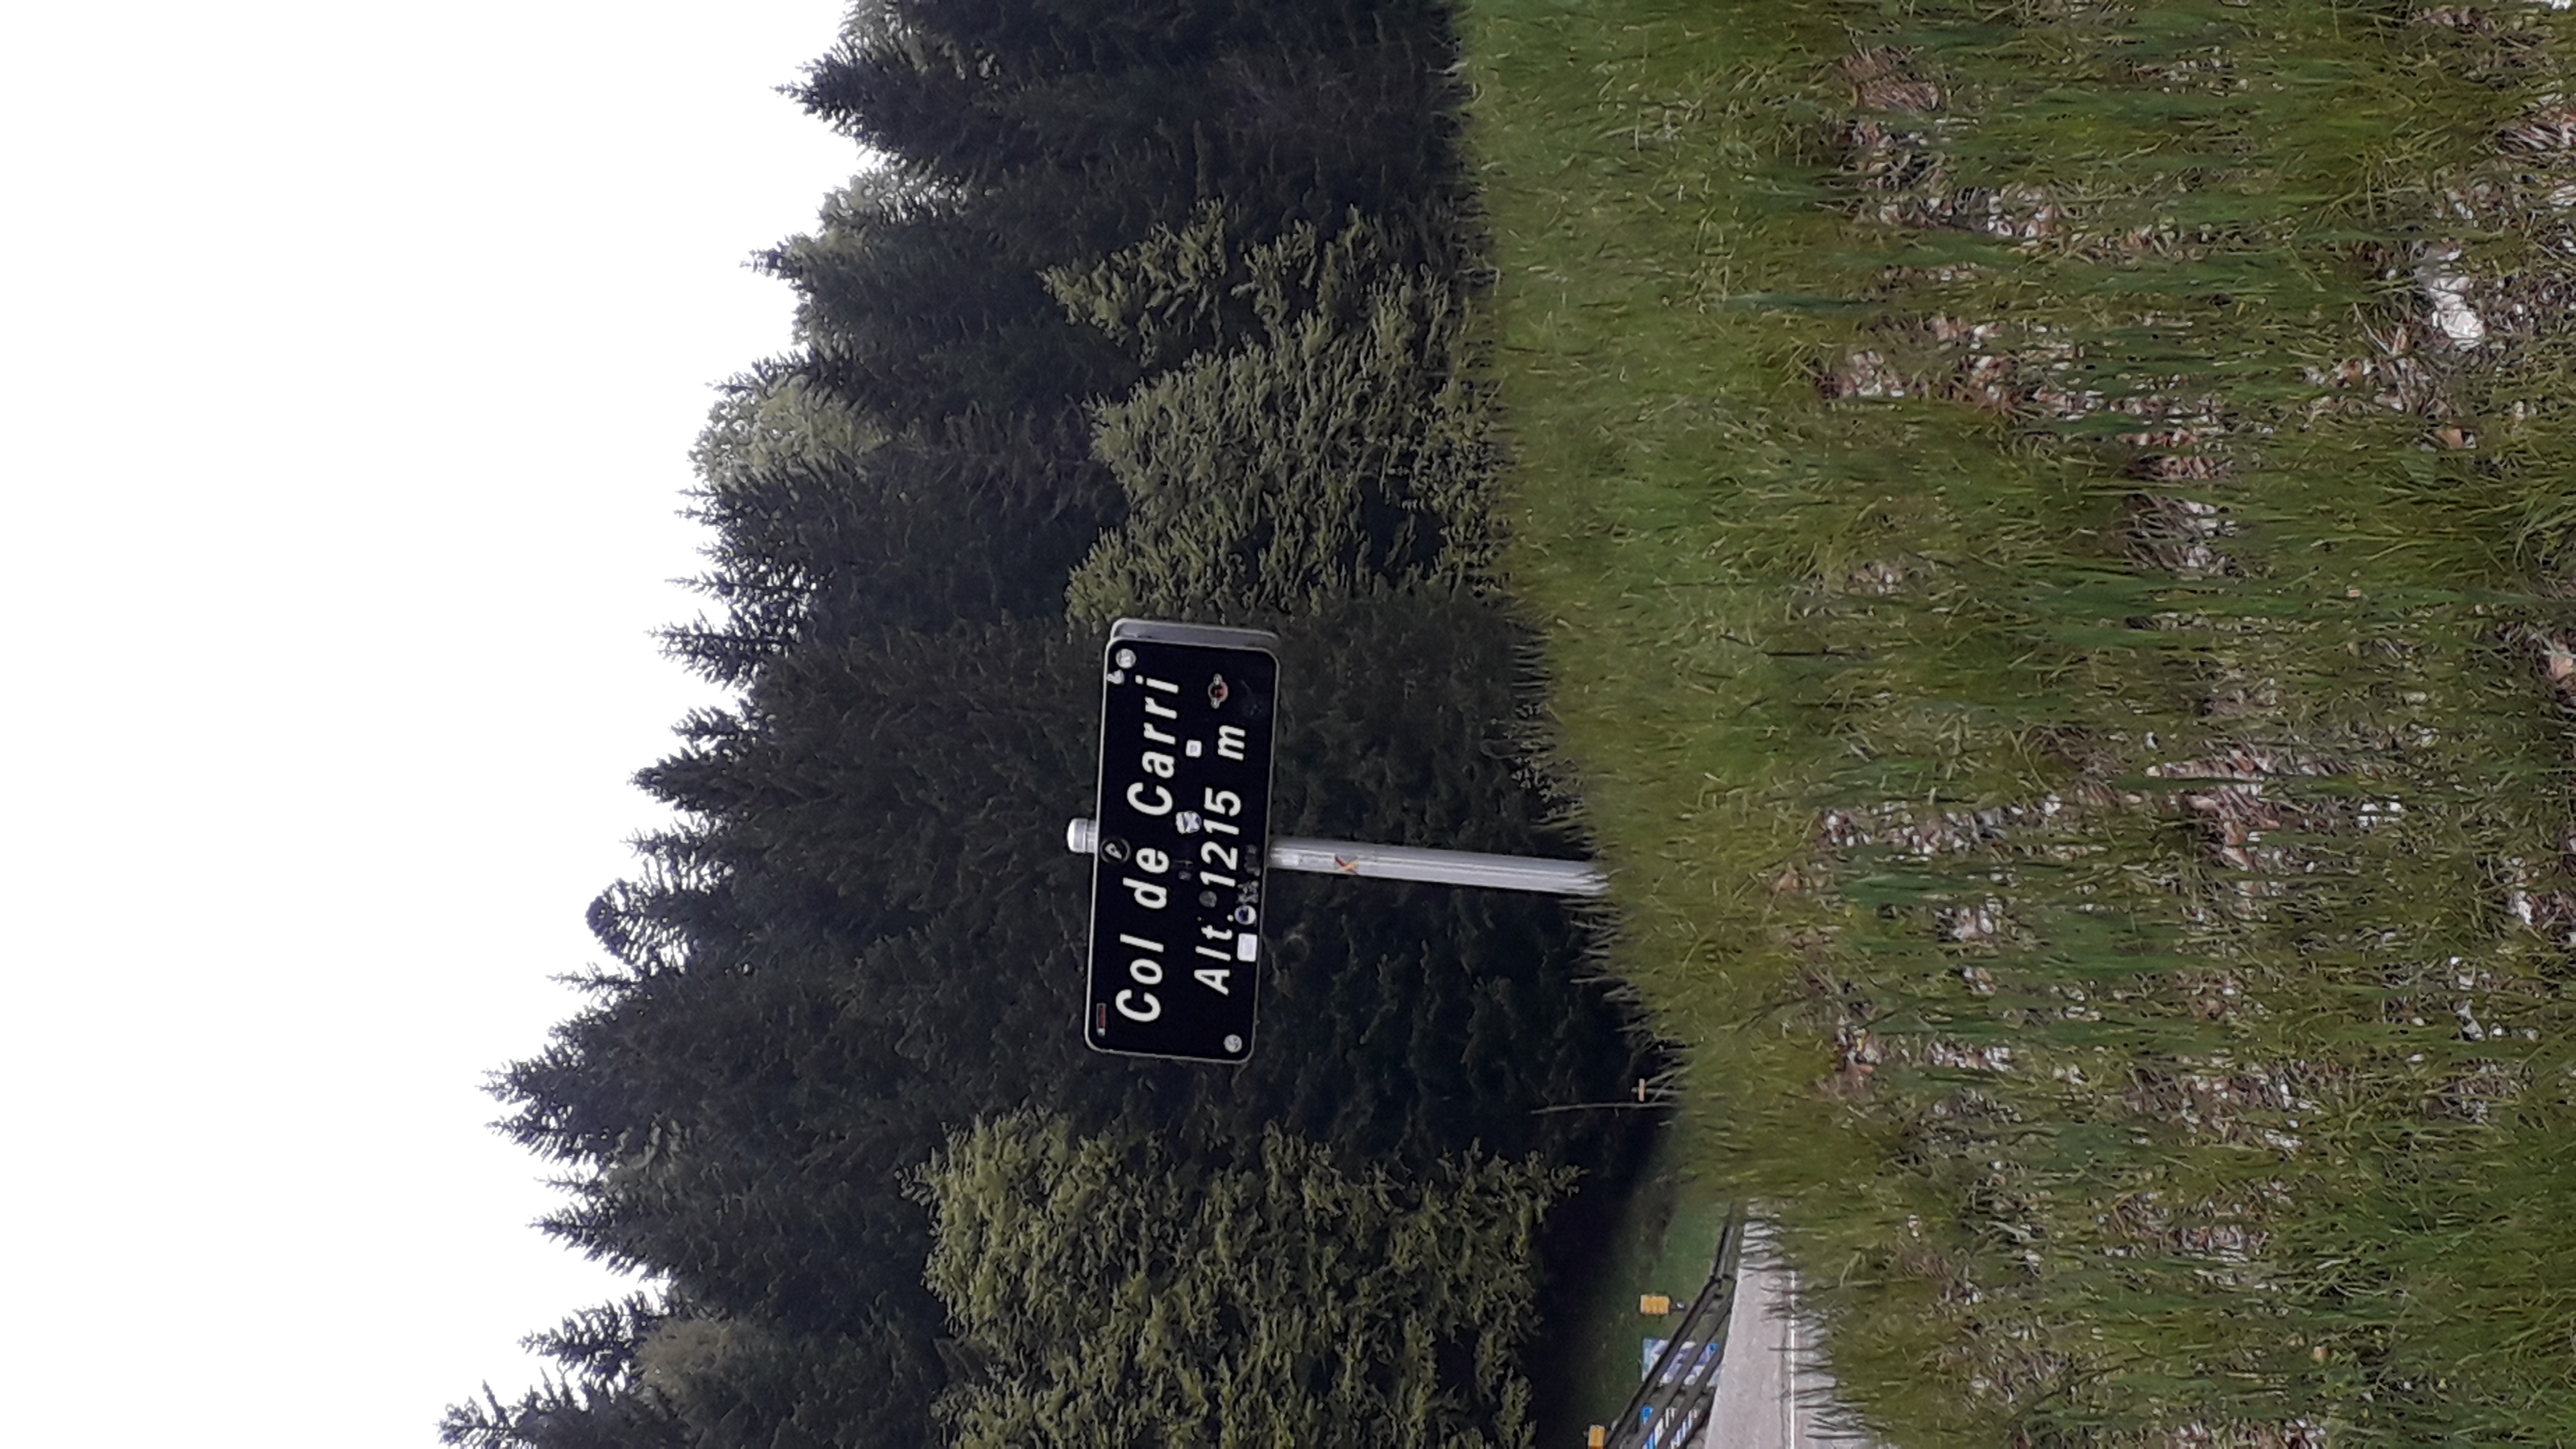 Col de Carri
Alt. 1215 m